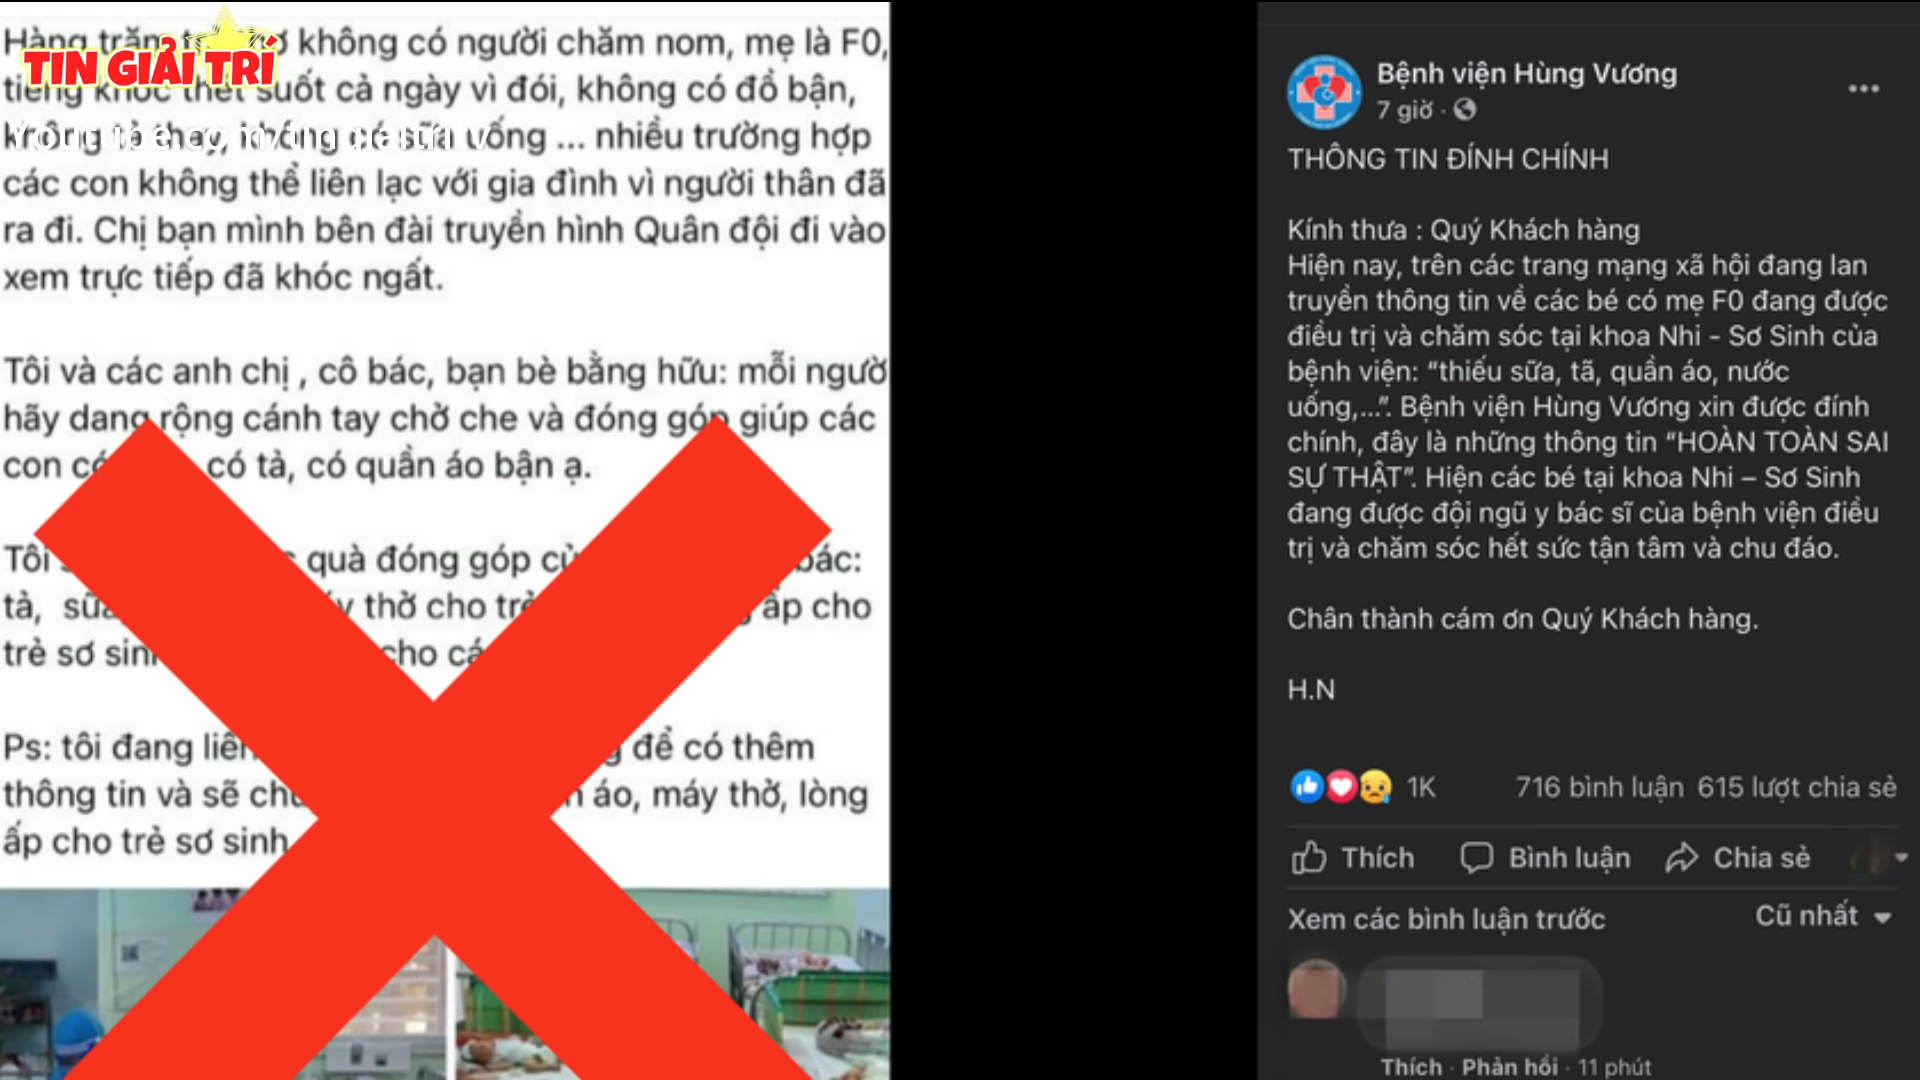 TIN GIẢI TRÍ
Hàng trăm không có người chăm nom, mẹ là F0,
tiếng khóc thét suốt cả ngày vì đói, không có đồ bận,
không thay, không có sữa uống ... nhiều trường hợp
các con không thể liên lạc với gia đình vì người thân đã
ra đi. Chị bạn mình bên đài truyền hình Quân đội đi vào
xem trực tiếp đã khóc ngất.
Tôi và các anh chị , cô bác, bạn bè bằng hữu: mỗi ngườ
hãy dang rộng cánh tay chở che và đóng góp giúp các
con có tả, có quần áo bận ạ.
Tôi quà đóng góp bác:
tả, thở cho ấp cho
trẻ sơ cho
Ps: tôi đang để có thêm
thông tin và sẽ áo, máy thở, lòng
ấp cho trẻ sơ sinh
Bệnh viện Hùng Vương
7 giờ ·
THÔNG TIN ĐÍNH CHÍNH
Kính thưa : Quý Khách hàng
Hiện nay, trên các trang mạng xã hội đang lan
truyền thông tin về các bé có mẹ F0 đang được
điều trị và chăm sóc tại khoa Nhi - Sơ Sinh của
bệnh viện: “thiếu sữa, tã, quần áo, nước
uống,...”. Bệnh viện Hùng Vương xin được đính
chính, đây là những thông tin “HOÀN TOÀN SAI
SỰ THẬT”. Hiện các bé tại khoa Nhi – Sơ Sinh
đang được đội ngũ y bác sĩ của bệnh viện điều
trị và chăm sóc hết sức tận tâm và chu đáo.
Chân thành cám ơn Quý Khách hàng.
H.N
1K 716 bình luận 615 lượt chia sẻ
Thích Bình luận Chia sẻ
Xem các bình luận trước Cũ nhất
Thích · Phản hồi · 11 phút